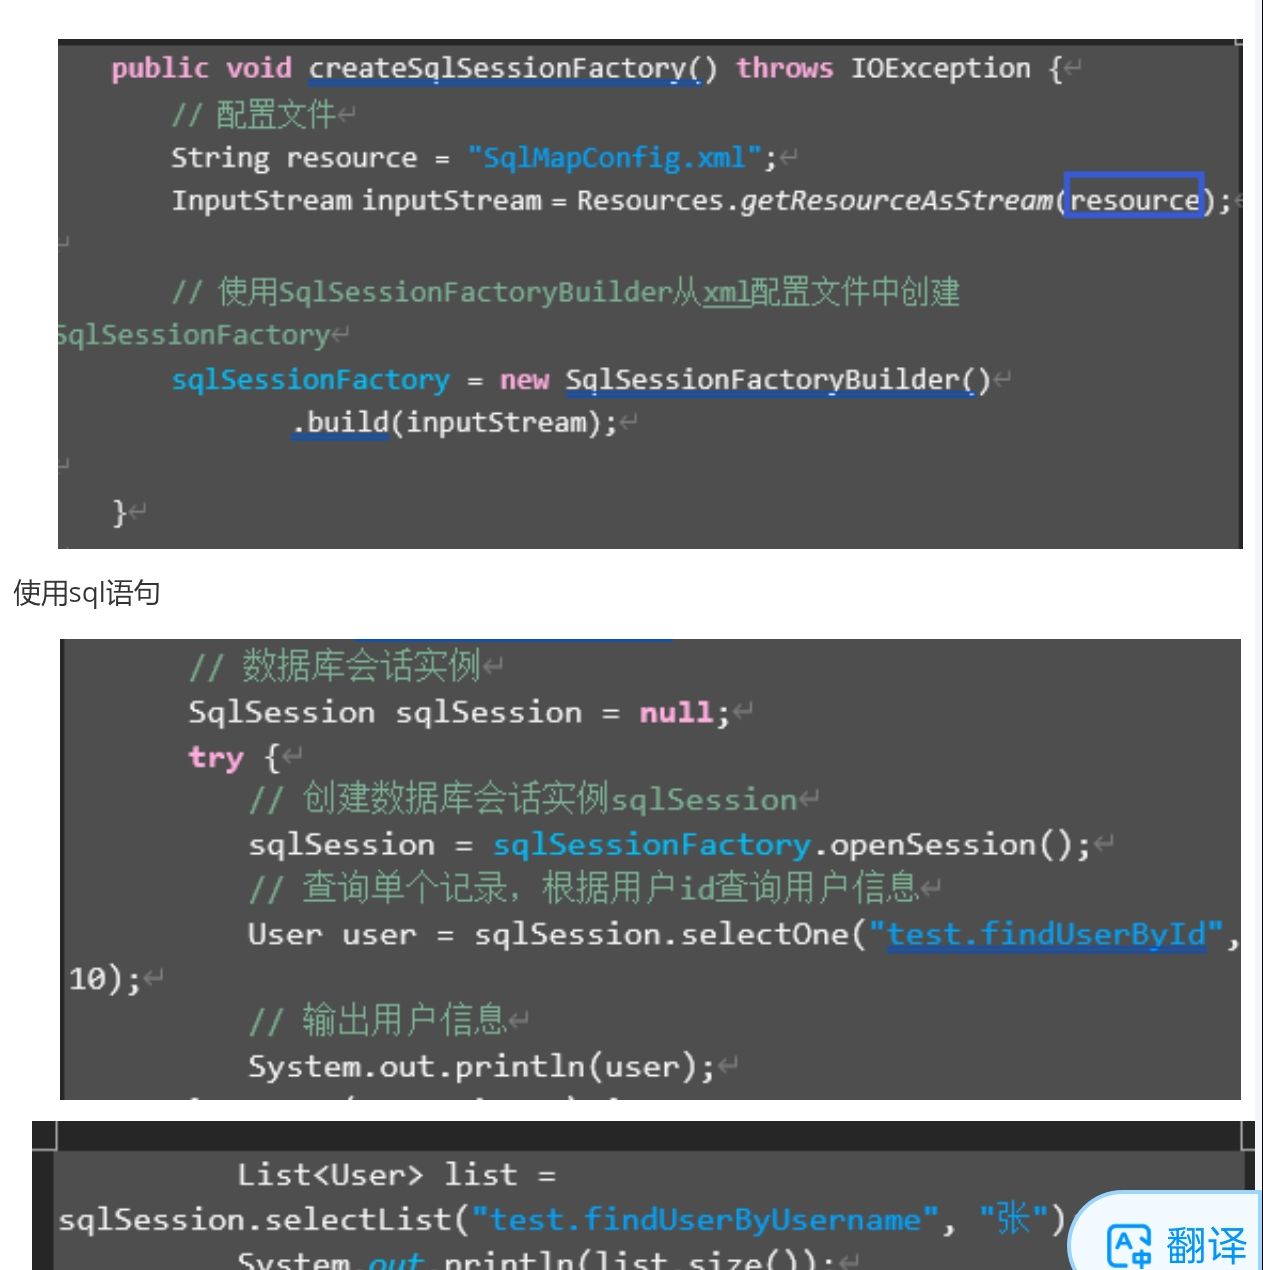 public void createSqlSessionFactory() throws IOException {
// 配置文件
String resource = "SqlMapConfig.xml";
InputStream inputStream = Resources.getResourceAsStream(resource);
// 使用SqlSessionFactoryBuilder从xml配置文件中创建
SqlSessionFactory
sqlSessionFactory = new SqlSessionFactoryBuilder()
.build(inputStream);
}
使用sql语句
// 数据库会话实例
SqlSession sqlSession = null;
try {
// 创建数据库会话实例sqlSession
sqlSession = sqlSessionFactory.openSession();
// 查询单个记录，根据用户id查询用户信息
User user = sqlSession.selectOne("test.findUserById",
10);
// 输出用户信息
System.out.println(user);
List<User> list =
sqlSession.selectList("test.findUserByUsername", "张")
System.out.println(list.size());
翻译